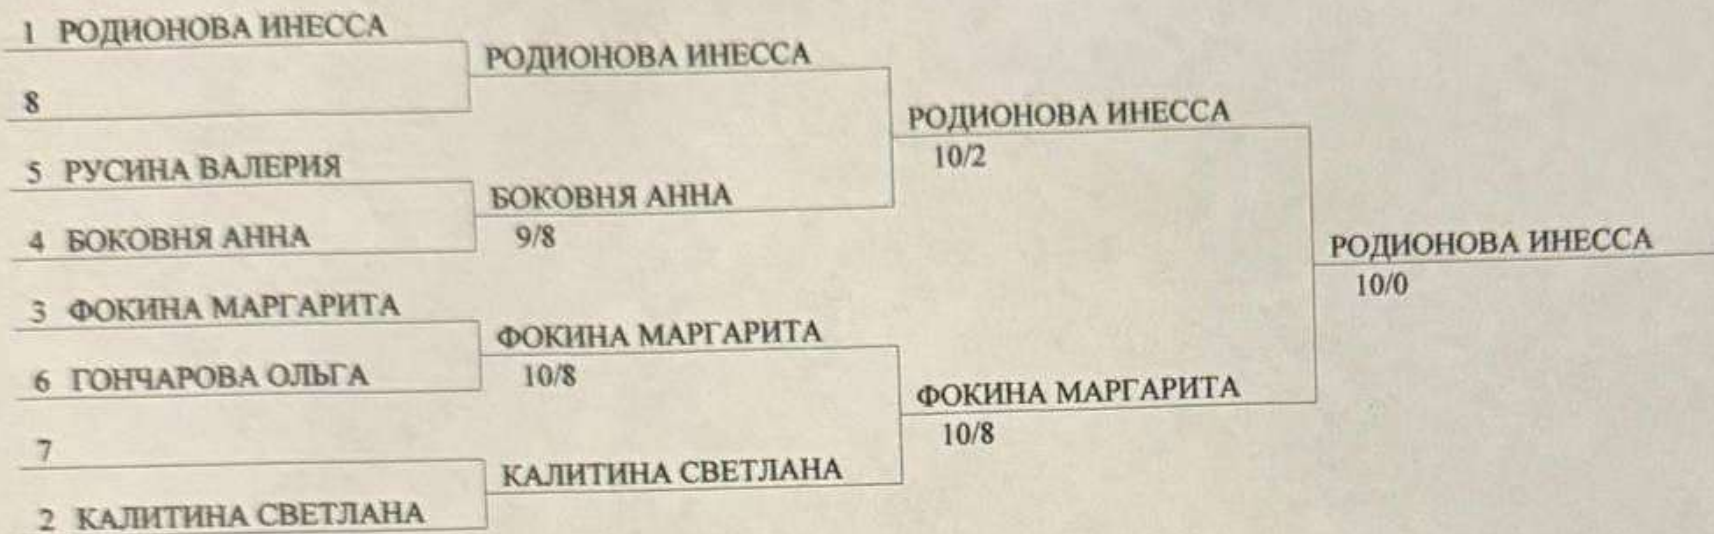 1 РОДИОНОВА ИНЕССА
8
5 РУСИНА ВАЛЕРИЯ
4 БОКОВНЯ АННА
3 ФОКИНА МАРГАРИТА
6 ГОНЧАРОВА ОЛЬГА
7
2 КАЛИТИНА СВЕТЛАНА
РОДИОНОВА ИНЕССА
БОКОВНЯ АННА
9/8
ФОКИНА МАРГАРИТА
10/8
КАЛИТИНА СВЕТЛАНА
РОДИОНОВА ИНЕССА
10/2
ФОКИНА МАРГАРИТА
10/8
РОДИОНОВА ИНЕССА
10/0